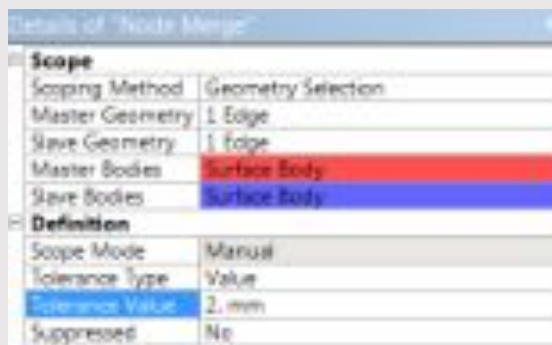 Details of "Node Merge"
Scope
Scoping Method Geometry Selection
Master Geometry 1 Edge
Slave Geometry 1 Edge
Master Bodies Surface Body
Slave Bodies Surface Body
Definition
Scope Mode Manual
Tolerance Type Value
Tolerance Value 2. mm
Suppressed No